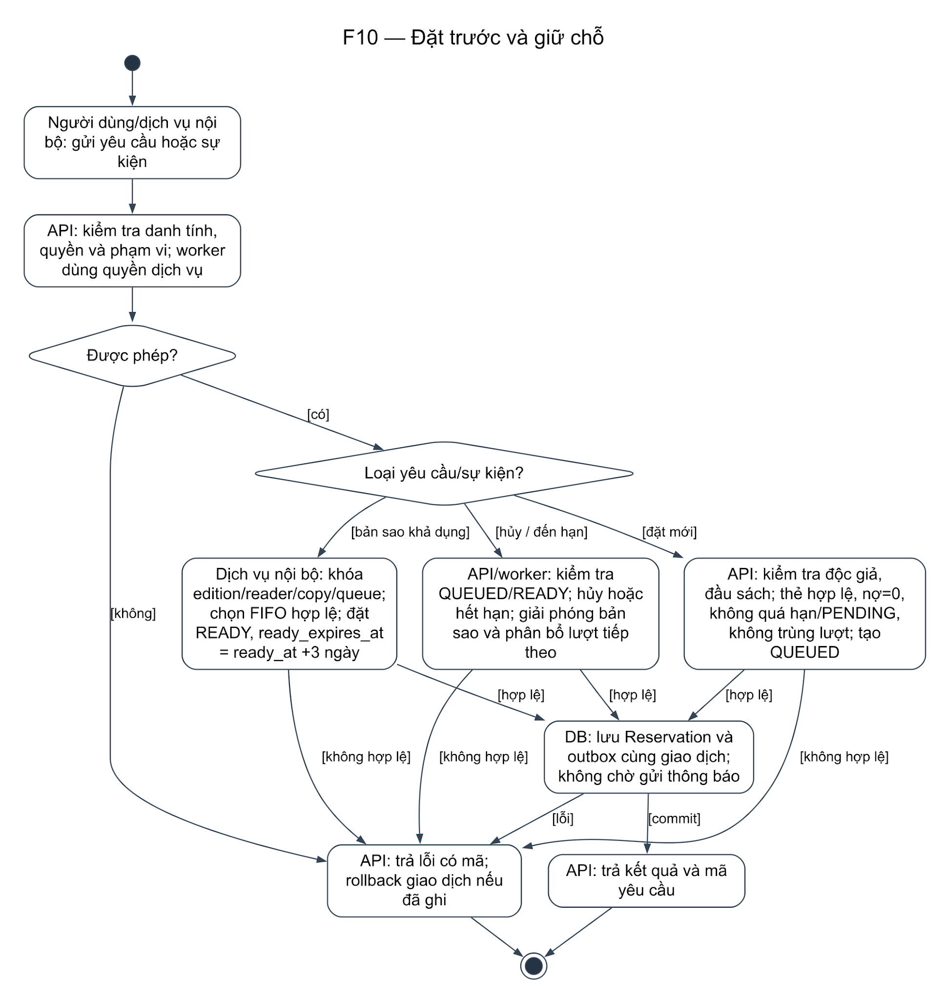 F10 — Đặt trước và giữ chỗ
Người dùng/dịch vụ nội
bộ: gửi yêu cầu hoặc sự
kiện
API: kiểm tra danh tính,
quyền và phạm vi; worker
dùng quyền dịch vụ
Được phép?
[có]
Loại yêu cầu/sự kiện?
[bản sao khả dụng]
[hủy / đến hạn]
[đặt mới]
Dịch vụ nội bộ: khóa
edition/reader/copy/queue;
chọn FIFO hợp lệ; đặt
READY, ready_expires_at
= ready_at +3 ngày
API/worker: kiểm tra
QUEUED/READY; hủy hoặc
hết hạn; giải phóng bản
sao và phân bổ lượt tiếp
theo
API: kiểm tra độc giả,
đầu sách; thẻ hợp lệ, nợ=0,
không quá hạn/PENDING,
không trùng lượt; tạo
QUEUED
[không]
[hợp lệ]
[hợp lệ]
[hợp lệ]
DB: lưu Reservation và
outbox cùng giao dịch;
không chờ gửi thông báo
[không hợp lệ]
[không hợp lệ]
[không hợp lệ]
[lỗi]
[commit]
API: trả lỗi có mã;
rollback giao dịch nếu
đã ghi
API: trả kết quả và mã
yêu cầu